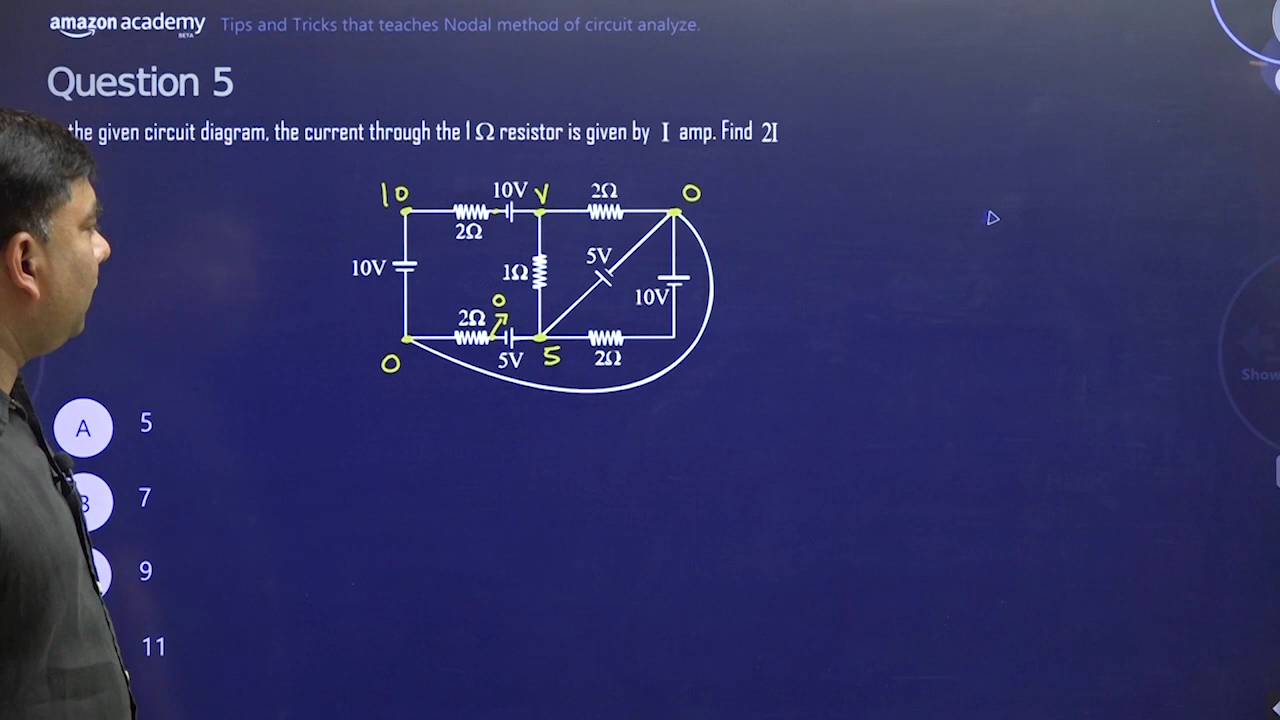 amazon academy
BETA
Tips and Tricks that teaches Nodal method of circuit analyze.
Question 5
the given circuit diagram, the current through the 1 Ω resistor is given by I amp. Find 2I
10
10V
V
2Ω
0
2Ω
10V
1Ω
5V
10V
0
2Ω
0
5V
5
2Ω
A
5
B
7
9
11
Show